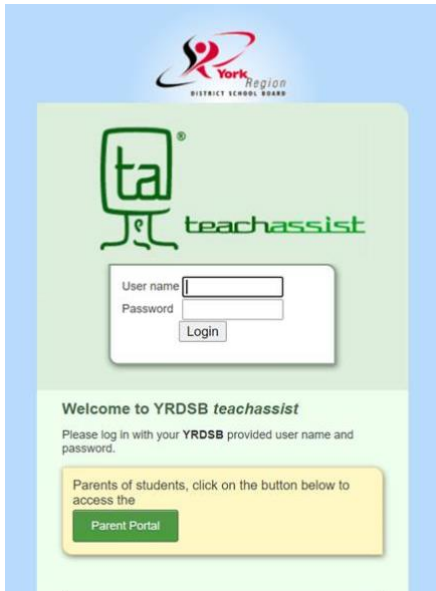 York
Region
DISTRICT SCHOOL BOARD
ta®
teachassist
User name
Password
Login
Welcome to YRDSB teachassist
Please log in with your YRDSB provided user name and
password.
Parents of students, click on the button below to
access the
Parent Portal